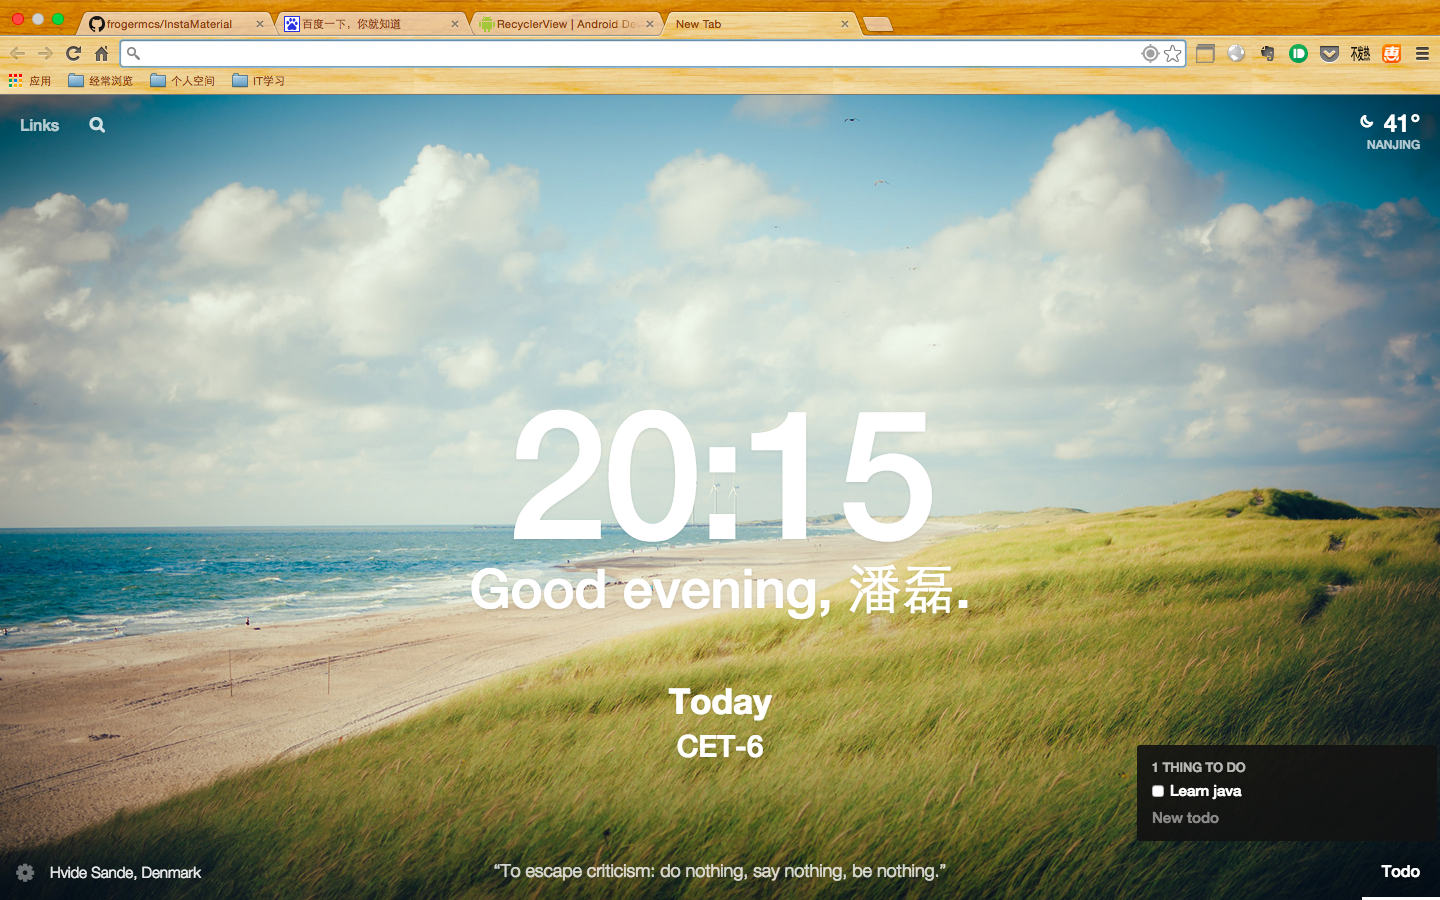 frogermcs/InstaMaterial
百度一下，你就知道
RecyclerView | Android De
New Tab
应用
经常浏览
个人空间
IT学习
Links
41°
NANJING
20:15
Good evening, 潘磊.
Today
CET-6
1 THING TO DO
Learn java
New todo
Hvide Sande, Denmark
“To escape criticism: do nothing, say nothing, be nothing.”
Todo